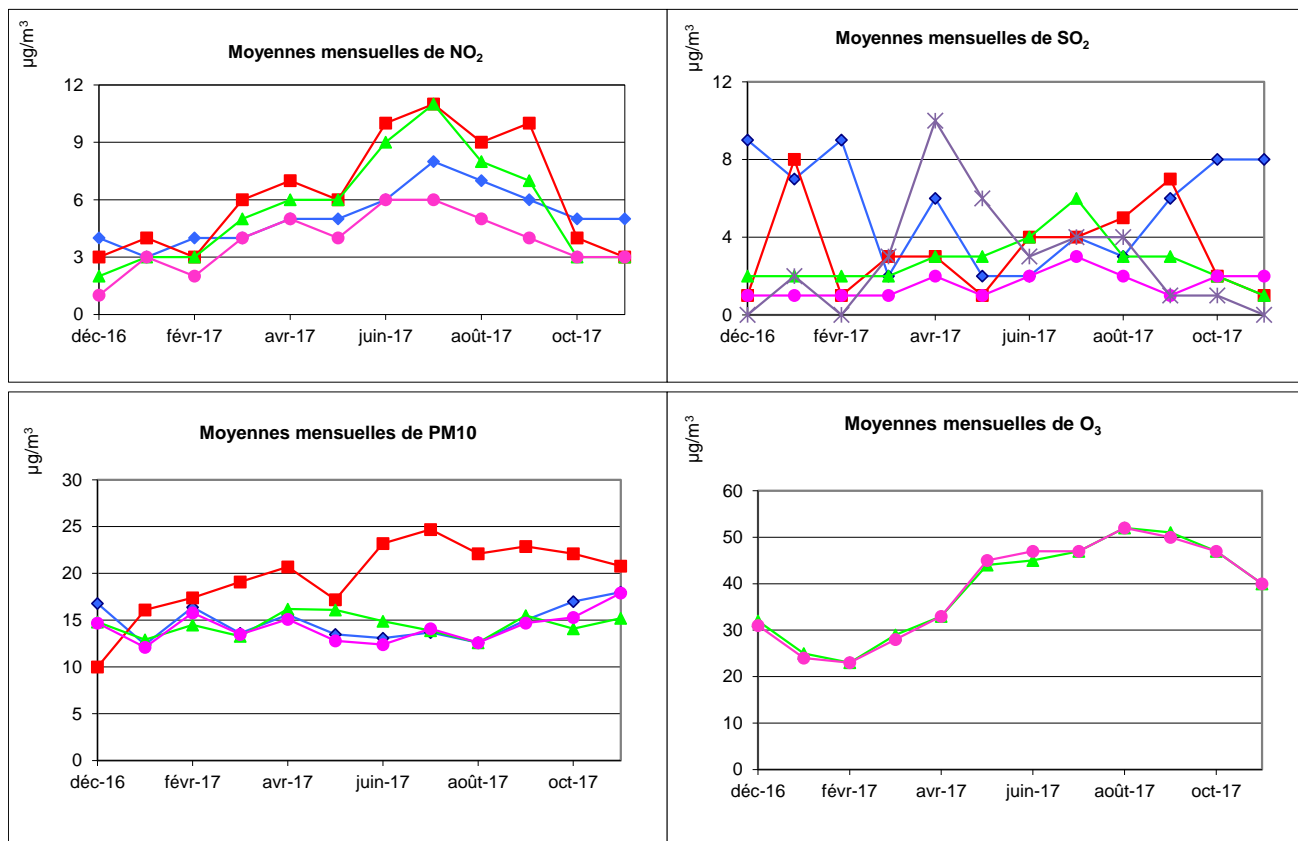 µg/m³
Moyennes mensuelles de NO₂
12
9
6
3
0
déc-16 févr-17 avr-17 juin-17 août-17 oct-17
µg/m³
Moyennes mensuelles de SO₂
12
8
4
0
déc-16 févr-17 avr-17 juin-17 août-17 oct-17
µg/m³
Moyennes mensuelles de PM10
30
25
20
15
10
5
0
déc-16 févr-17 avr-17 juin-17 août-17 oct-17
µg/m³
Moyennes mensuelles de O₃
60
50
40
30
20
10
0
déc-16 févr-17 avr-17 juin-17 août-17 oct-17